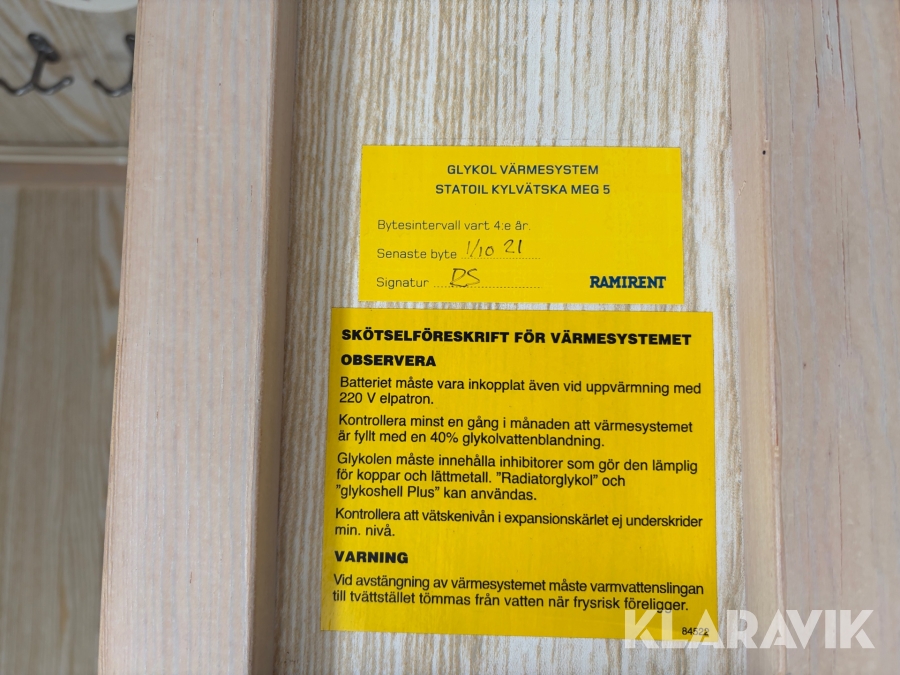 GLYKOL VÄRMESYSTEM
STATOIL KYLVÄTSKA MEG 5
Bytesintervall vart 4:e år.
Senaste byte 1/10 21
Signatur RS
RAMIRENT
SKÖTSELFÖRESKRIFT FÖR VÄRMESYSTEMET
OBSERVERA
Batteriet måste vara inkopplat även vid uppvärmning med
220 V elpatron.
Kontrollera minst en gång i månaden att värmesystemet
är fyllt med en 40% glykolvattenblandning.
Glykolen måste innehålla inhibitorer som gör den lämplig
för koppar och lättmetall. "Radiatorglykol" och
"glykoshell Plus" kan användas.
Kontrollera att vätskenivån i expansionskärlet ej underskrider
min. nivå.
VARNING
Vid avstängning av värmesystemet måste varmvattenslingan
till tvättstället tömmas från vatten när frysrisk föreligger.
84522
KLARAVIK